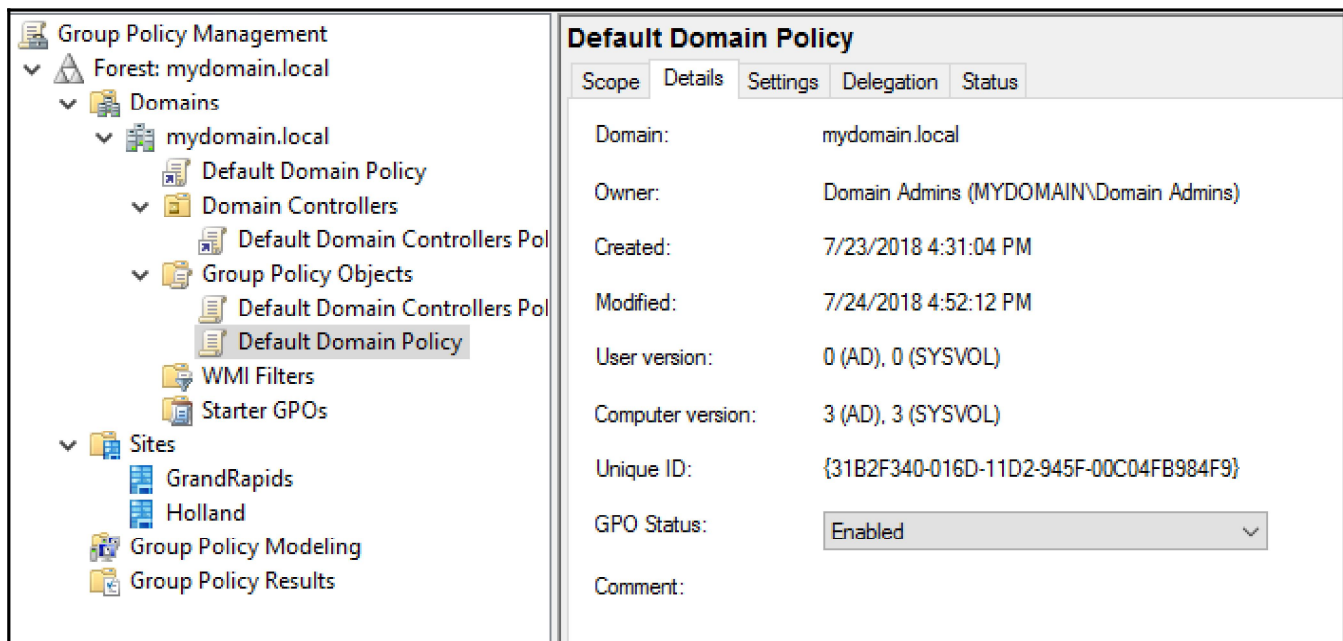 Group Policy Management
Forest: mydomain.local
Domains
mydomain.local
Default Domain Policy
Domain Controllers
Default Domain Controllers Pol
Group Policy Objects
Default Domain Controllers Pol
Default Domain Policy
WMI Filters
Starter GPOs
Sites
GrandRapids
Holland
Group Policy Modeling
Group Policy Results
Default Domain Policy
Scope Details Settings Delegation Status
Domain: mydomain.local
Owner: Domain Admins (MYDOMAIN\Domain Admins)
Created: 7/23/2018 4:31:04 PM
Modified: 7/24/2018 4:52:12 PM
User version: 0 (AD), 0 (SYSVOL)
Computer version: 3 (AD), 3 (SYSVOL)
Unique ID: {31B2F340-016D-11D2-945F-00C04FB984F9}
GPO Status: Enabled
Comment: